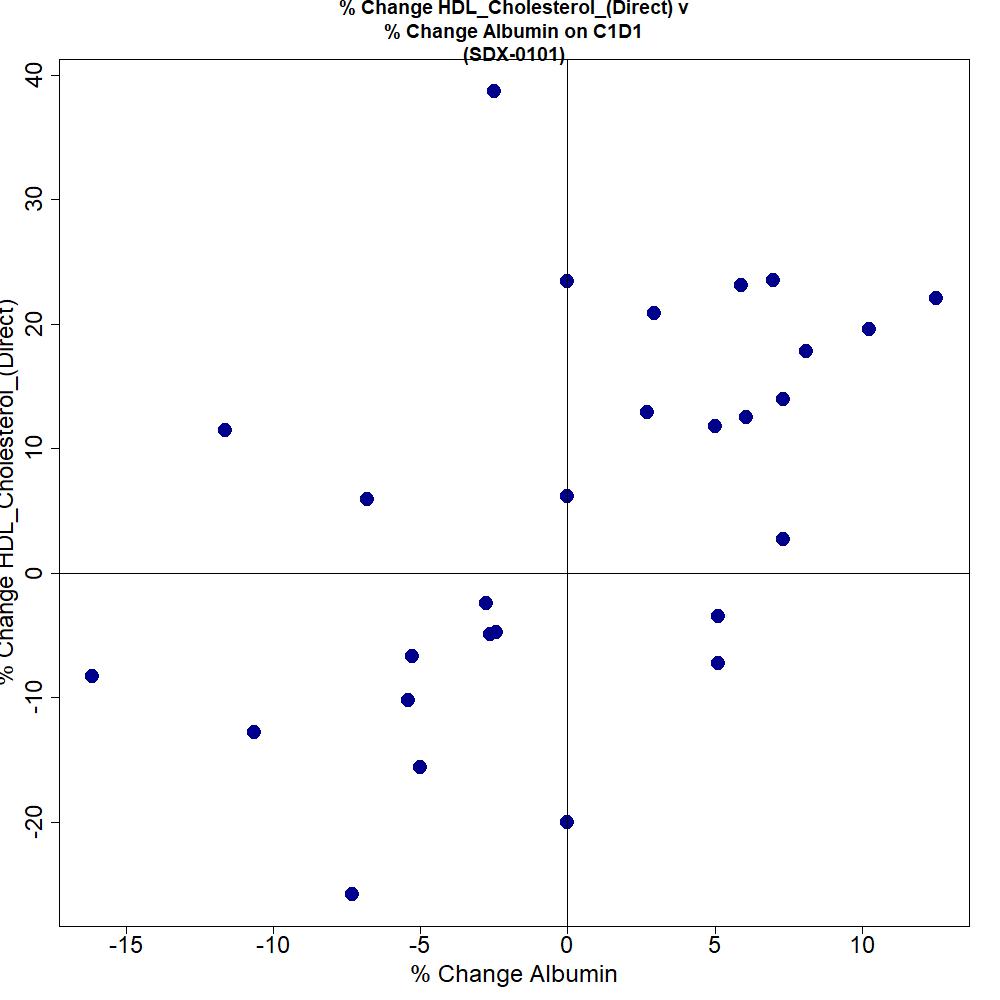 % Change HDL_Cholesterol_(Direct) v
% Change Albumin on C1D1
(SDX-0101)
% Change HDL_Cholesterol_(Direct)
40
30
20
10
0
-10
-20
-15
-10
-5
0
5
10
% Change Albumin